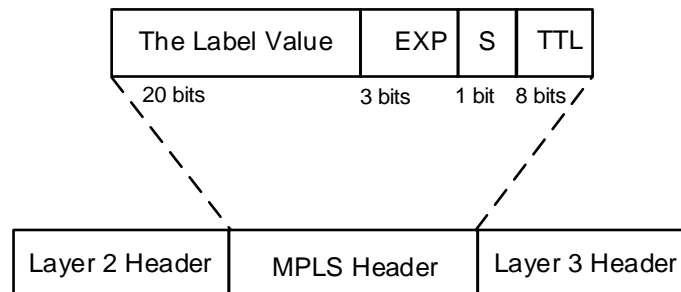 The Label Value EXP S TTL
20 bits 3 bits 1 bit 8 bits
Layer 2 Header MPLS Header Layer 3 Header